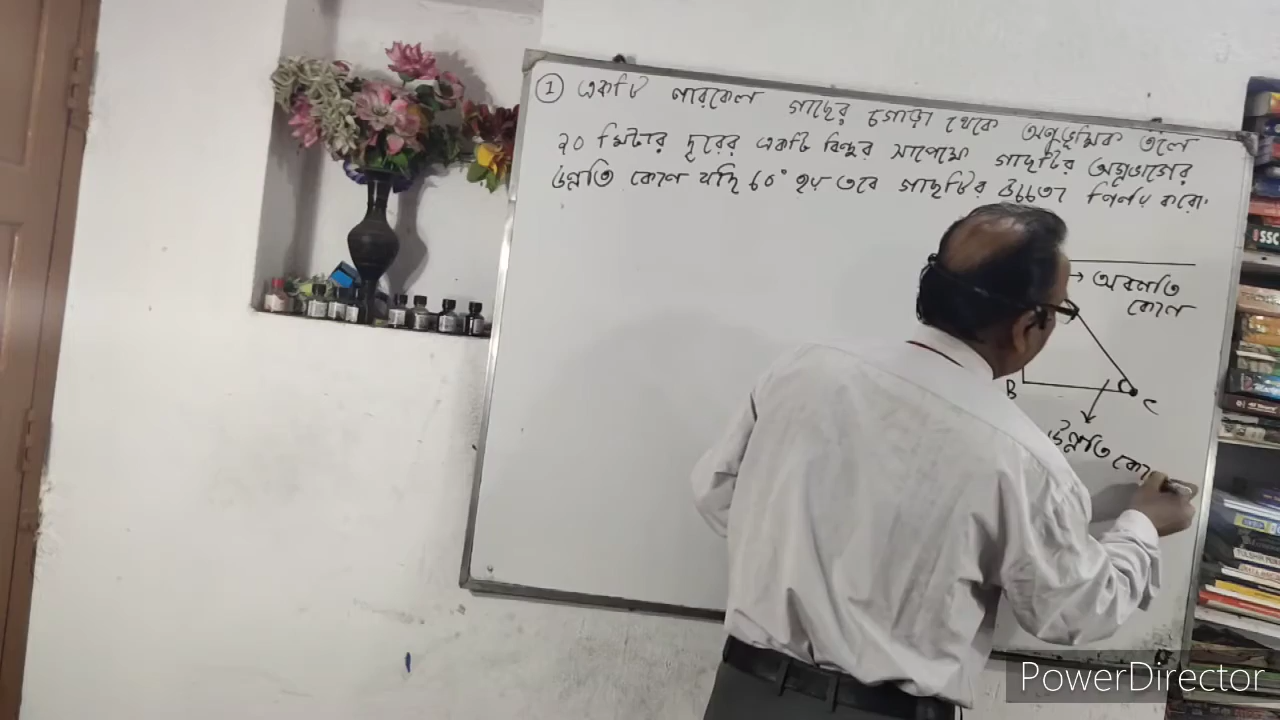 ① একটি নারকেল গাছের গোড়া থেকে অনুভূমিক তলে
২০ মিটার দূরের একটি বিন্দুর সাপেক্ষে গাছটির অগ্রভাগের
উন্নতি কোণ যদি ৬০° হয় তবে গাছটির উচ্চতা নির্ণয় করো।
→ অবনতি
কোণ
B
C
উন্নতি কো
SSC
PowerDirector